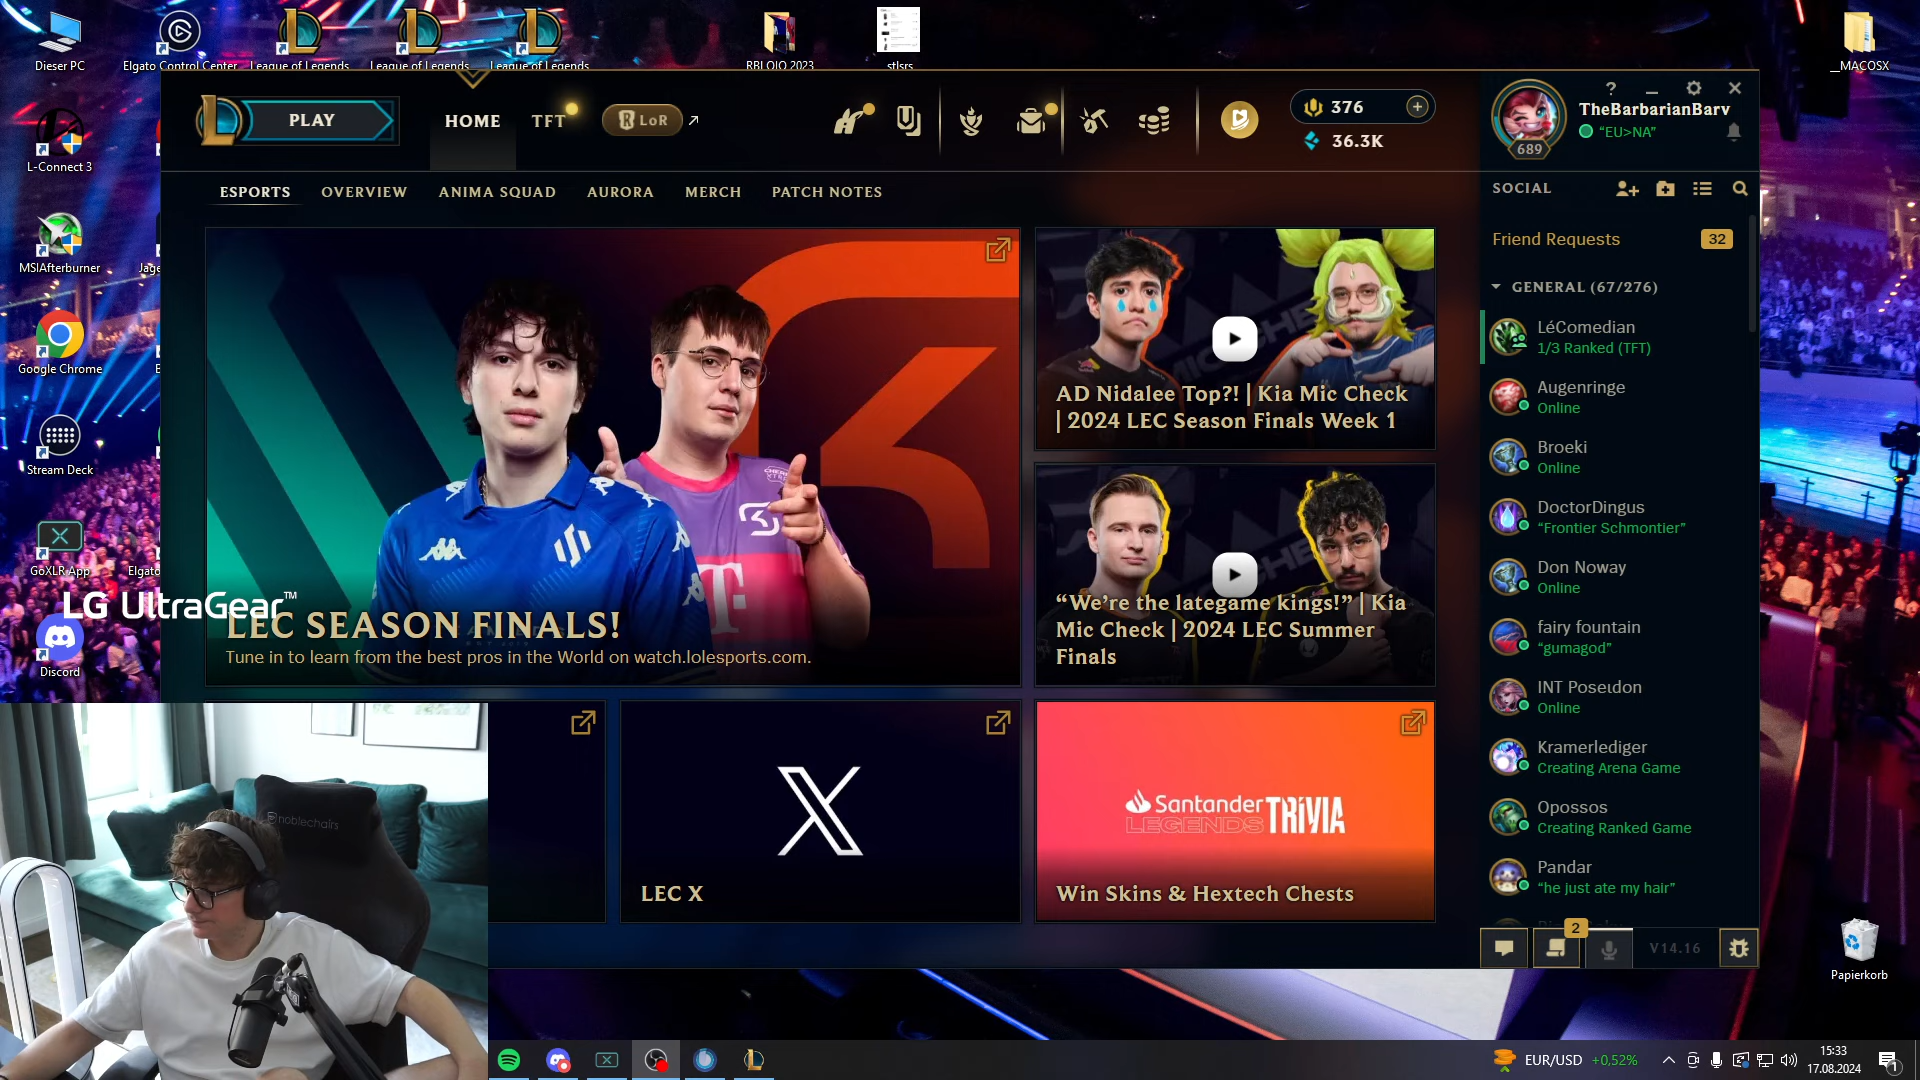 Dieser PC
Elgato Control Center
League of Legends
League of Legends
League of Legends
RBLOIO 2023
stlsrs
__MACOSX
L-Connect 3
MSIAfterburner
Google Chrome
Stream Deck
GoXLR App
Discord
Papierkorb
LG UltraGear™
PLAY
HOME
TFT
LoR
376
36.3K
689
TheBarbarianBarv
“EU>NA”
ESPORTS
OVERVIEW
ANIMA SQUAD
AURORA
MERCH
PATCH NOTES
LEC SEASON FINALS!
Tune in to learn from the best pros in the World on watch.lolesports.com.
AD Nidalee Top?! | Kia Mic Check
| 2024 LEC Season Finals Week 1
“We’re the lategame kings!” | Kia
Mic Check | 2024 LEC Summer
Finals
LEC X
Santander
LEGENDS TRIVIA
Win Skins & Hextech Chests
SOCIAL
Friend Requests
32
GENERAL (67/276)
LéComedian
1/3 Ranked (TFT)
Augenringe
Online
Broeki
Online
DoctorDingus
“Frontier Schmontier”
Don Noway
Online
fairy fountain
“gumagod”
INT Poseıdon
Online
Kramerlediger
Creating Arena Game
Opossos
Creating Ranked Game
Pandar
“he just ate my hair”
2
V14.16
noblechairs
EUR/USD +0,52%
15:33
17.08.2024
1